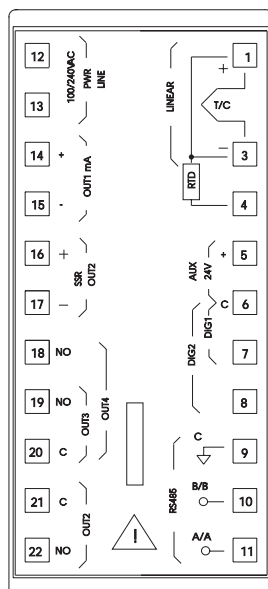 12
13
100/240VAC
PWR
LINE
14 +
15 -
OUT1 mA
16 +
17 −
SSR
OUT2
18 NO
19 NO
20 C
OUT3
OUT4
21 C
22 NO
OUT2
1
+
T/C
LINEAR
−
3
RTD
4
+ 5
AUX
24V
C 6
DIG1
7
DIG2
8
C
9
RS485
B/B
10
A/A
11
!